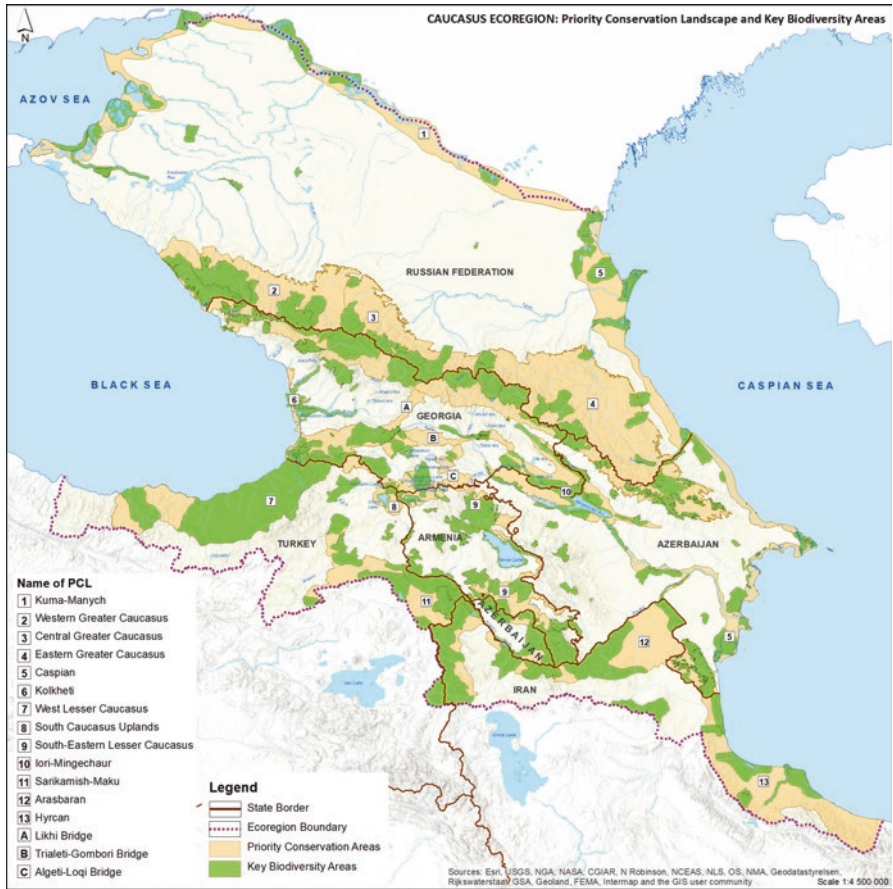 CAUCASUS ECOREGION: Priority Conservation Landscape and Key Biodiversity Areas
N
AZOV SEA
1
RUSSIAN FEDERATION
5
2
3
BLACK SEA
CASPIAN SEA
6
A
GEORGIA
4
B
C
7
10
8
9
TURKEY
ARMENIA
AZERBAIJAN
9
11
AZERBAIJAN
12
5
IRAN
13
Name of PCL
1 Kuma-Manych
2 Western Greater Caucasus
3 Central Greater Caucasus
4 Eastern Greater Caucasus
5 Caspian
6 Kolkheti
7 West Lesser Caucasus
8 South Caucasus Uplands
9 South-Eastern Lesser Caucasus
10 Iori-Mingechaur
11 Sarikamish-Maku
12 Arasbaran
13 Hyrcan
A Likhi Bridge
B Trialeti-Gombori Bridge
C Algeti-Loqi Bridge
Legend
State Border
Ecoregion Boundary
Priority Conservation Areas
Key Biodiversity Areas
Sources: Esri, USGS, NGA, NASA, CGIAR, N Robinson, NCEAS, NLS, OS, NMA, Geodatastyrelsen,
Rijkswaterstaat, GSA, Geoland, FEMA, Intermap and the GIS user community
Scale 1:4 500 000